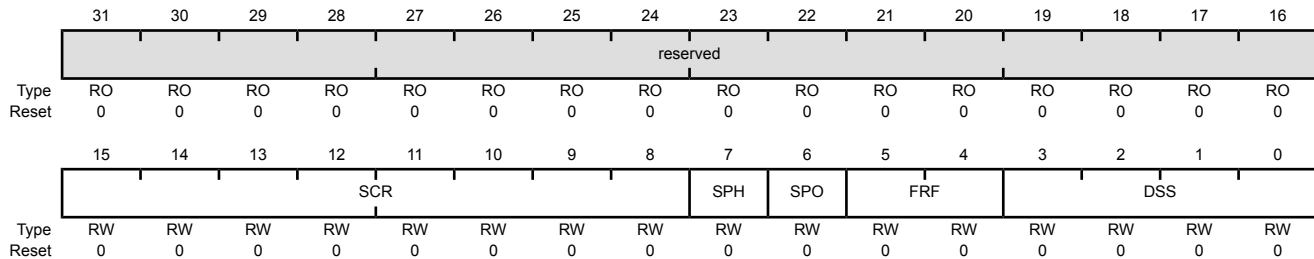 31 30 29 28 27 26 25 24 23 22 21 20 19 18 17 16
reserved
Type RO RO RO RO RO RO RO RO RO RO RO RO RO RO RO RO
Reset 0 0 0 0 0 0 0 0 0 0 0 0 0 0 0 0
15 14 13 12 11 10 9 8 7 6 5 4 3 2 1 0
SCR SPH SPO FRF DSS
Type RW RW RW RW RW RW RW RW RW RW RW RW RW RW RW RW
Reset 0 0 0 0 0 0 0 0 0 0 0 0 0 0 0 0